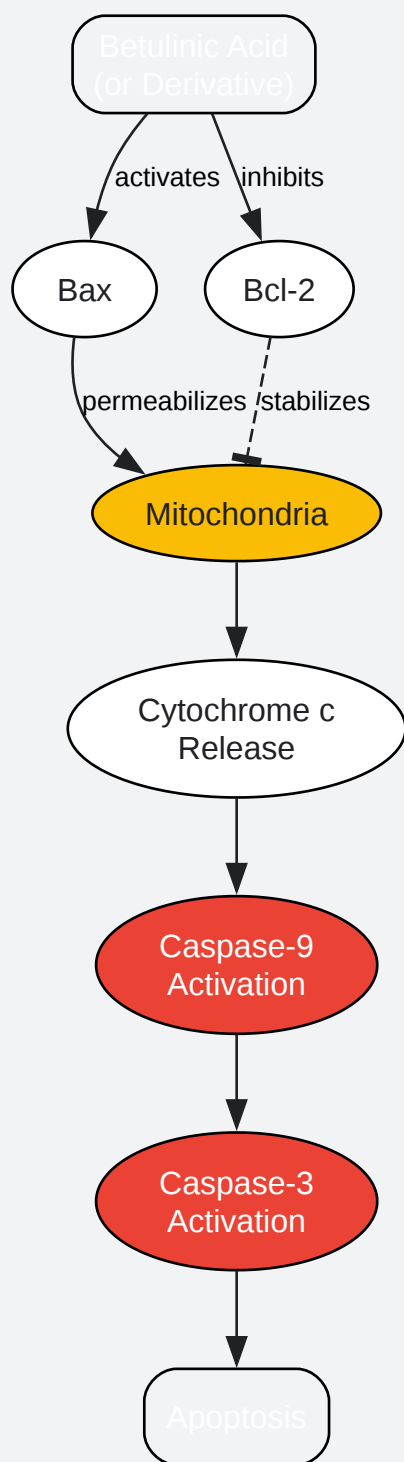 Betulinic Acid
(or Derivative)
activates
inhibits
Bax
Bcl-2
permeabilizes
stabilizes
Mitochondria
Cytochrome c
Release
Caspase-9
Activation
Caspase-3
Activation
Apoptosis